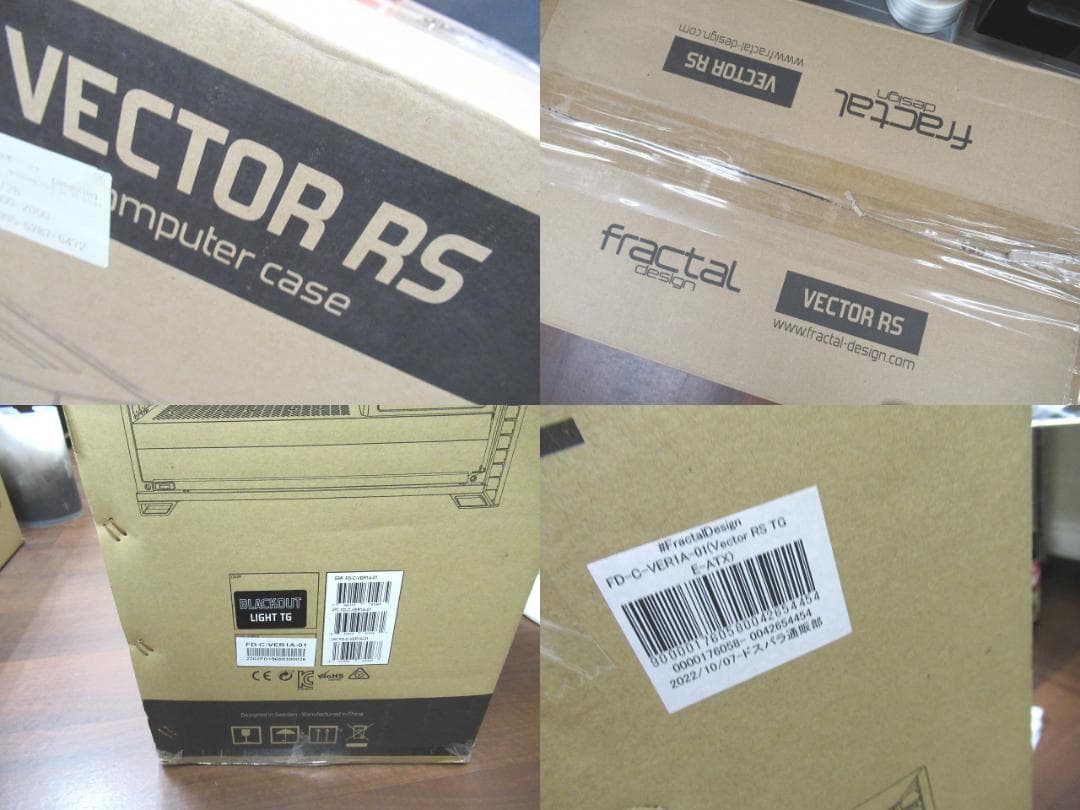 VECTOR RS
computer case
www.fractal-design.com
VECTOR RS
fractal
design
fractal
design
VECTOR RS
www.fractal-design.com
BLACKOUT
LIGHT TG
FD-C-VER1A-01
Designed in Sweden - Manufactured in China
#FractalDesign
FD-C-VER1A-01(Vector RS TG
E-ATX)
0000176058- 0042654454
2022/10/07-ドスパラ通販部